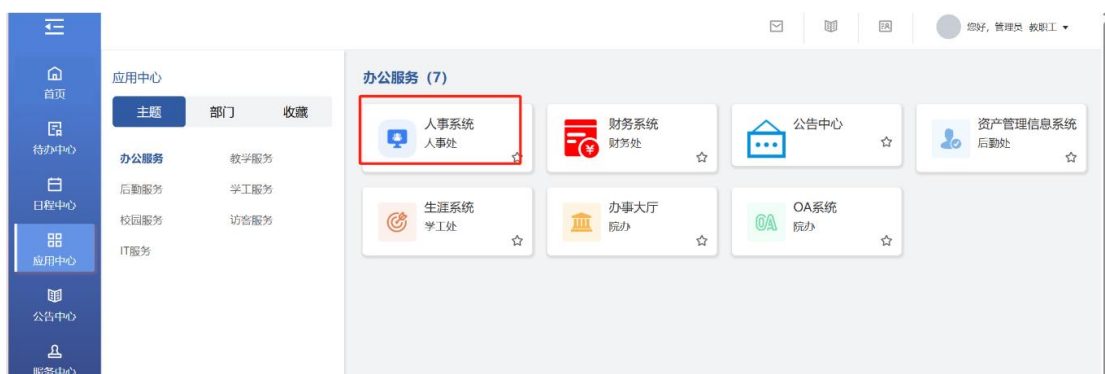 您好, 管理员 教职工
首页
待办中心
日程中心
应用中心
公告中心
服务中心
应用中心
主题 部门 收藏
办公服务 教学服务
后勤服务 学工服务
校园服务 访客服务
IT服务
办公服务（7）
人事系统
人事处
财务系统
财务处
公告中心
资产管理信息系统
后勤处
生涯系统
学工处
办事大厅
院办
OA
OA系统
院办